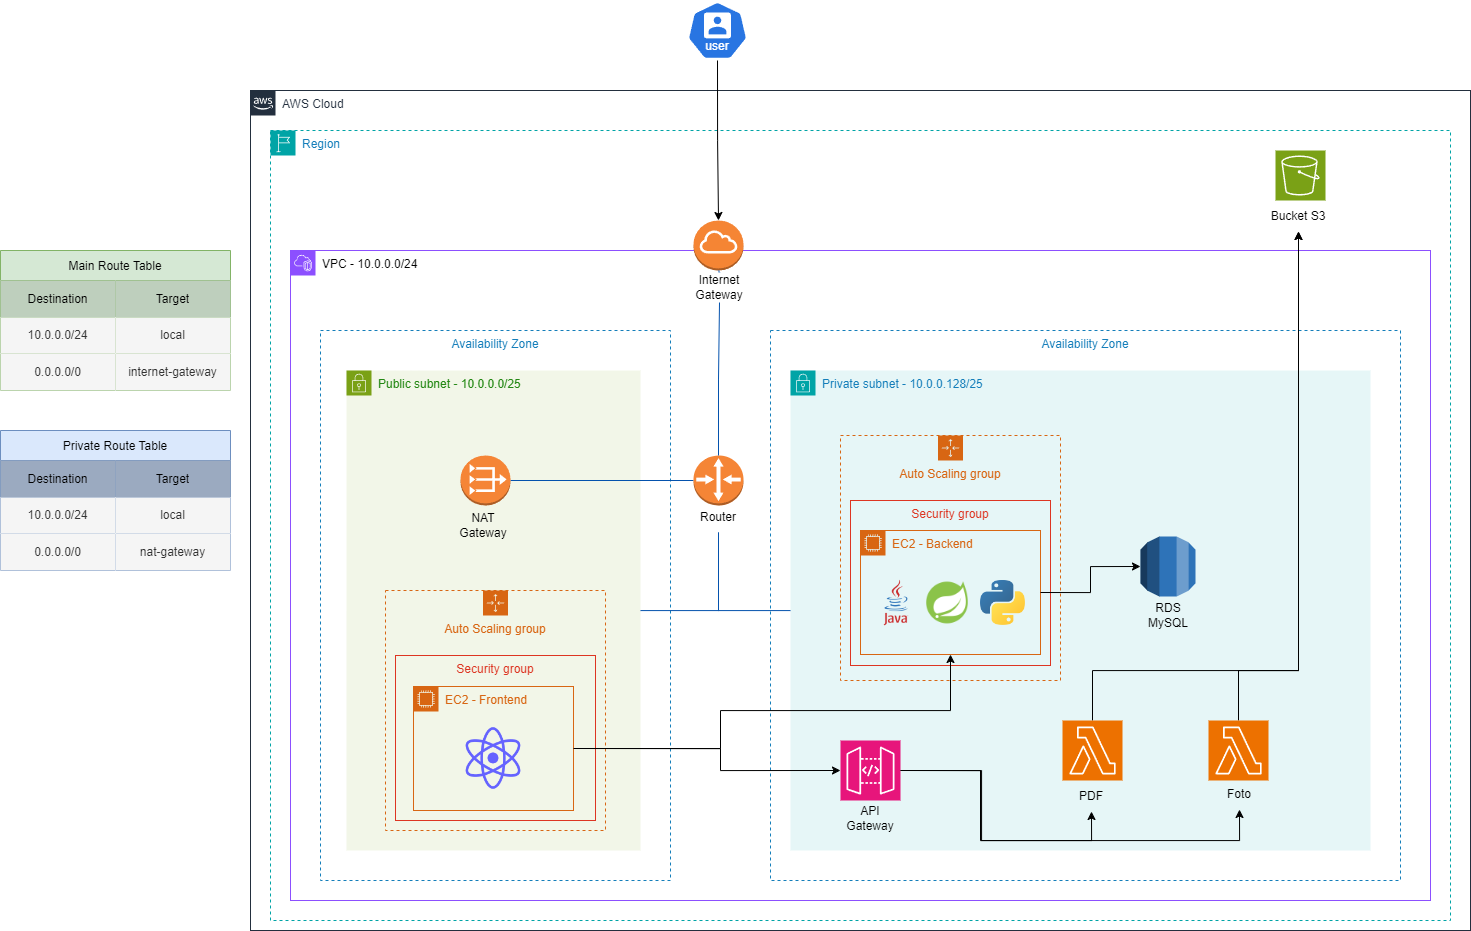 user
aws
AWS Cloud
Region
Bucket S3
Internet
Gateway
VPC - 10.0.0.0/24
Main Route Table
Destination Target
10.0.0.0/24 local
0.0.0.0/0 internet-gateway
Private Route Table
Destination Target
10.0.0.0/24 local
0.0.0.0/0 nat-gateway
Availability Zone
Public subnet - 10.0.0.0/25
NAT
Gateway
Router
Auto Scaling group
Security group
EC2 - Frontend
Availability Zone
Private subnet - 10.0.0.128/25
Auto Scaling group
Security group
EC2 - Backend
Java
RDS
MySQL
</>
API
Gateway
PDF
Foto